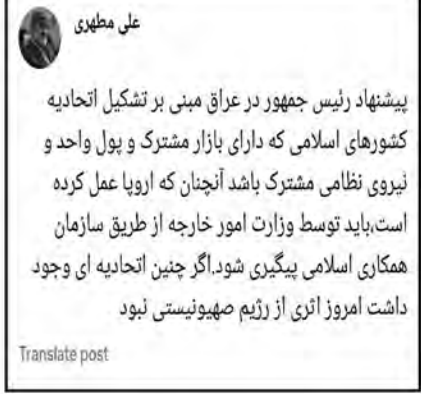 علی مطهری
پیشنهاد رئیس جمهور در عراق مبنی بر تشکیل اتحادیه
کشورهای اسلامی که دارای بازار مشترک و پول واحد و
نیروی نظامی مشترک باشد آنچنان که اروپا عمل کرده
است،باید توسط وزارت امور خارجه از طریق سازمان
همکاری اسلامی پیگیری شود.اگر چنین اتحادیه ای وجود
داشت امروز اثری از رژیم صهیونیستی نبود
Translate post